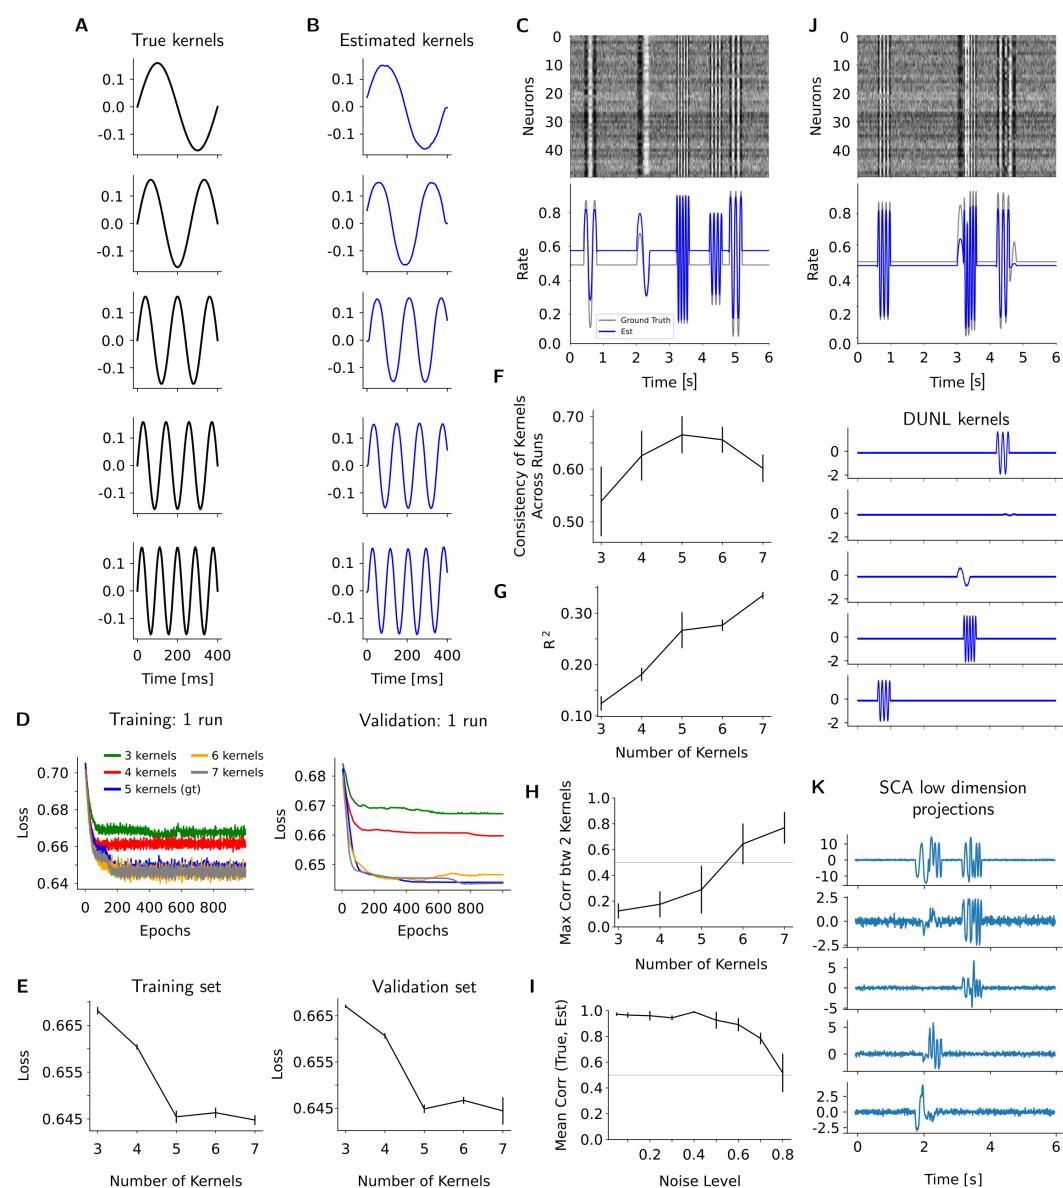 A
True kernels
0.1
0.0
-0.1
0.1
0.0
-0.1
0.1
0.0
-0.1
0.1
0.0
-0.1
0.1
0.0
-0.1
0
200
400
Time [ms]
B
Estimated kernels
0.1
0.0
-0.1
0.1
0.0
-0.1
0.1
0.0
-0.1
0.1
0.0
-0.1
0.1
0.0
-0.1
0
200
400
Time [ms]
C
Neurons
0
10
20
30
40
Rate
0.8
0.6
0.4
0.2
0.0
Ground Truth
Est
0 1 2 3 4 5 6
Time [s]
J
Neurons
0
10
20
30
40
Rate
0.8
0.6
0.4
0.2
0.0
0 1 2 3 4 5 6
Time [s]
F
Consistency of Kernels
Across Runs
0.70
0.60
0.50
3 4 5 6 7
G
R 2
0.30
0.20
0.10
3 4 5 6 7
Number of Kernels
DUNL kernels
0
-2
0
-2
0
-2
0
-2
0
-2
D
Training: 1 run
Loss
0.70
0.68
0.66
0.64
3 kernels
4 kernels
5 kernels (gt)
6 kernels
7 kernels
0 200 400 600 800
Epochs
Validation: 1 run
Loss
0.68
0.67
0.66
0.65
0 200 400 600 800
Epochs
H
Max Corr btw 2 Kernels
1.0
0.8
0.6
0.4
0.2
0.0
3 4 5 6 7
Number of Kernels
K
SCA low dimension
projections
10
0
-10
2.5
0.0
-2.5
5
0
-5
5
0
2.5
0.0
-2.5
0 2 4 6
Time [s]
E
Training set
Loss
0.665
0.655
0.645
3 4 5 6 7
Number of Kernels
Validation set
Loss
0.665
0.655
0.645
3 4 5 6 7
Number of Kernels
I
Mean Corr (True, Est)
1.0
0.8
0.6
0.4
0.2
0.0
0.2 0.4 0.6 0.8
Noise Level